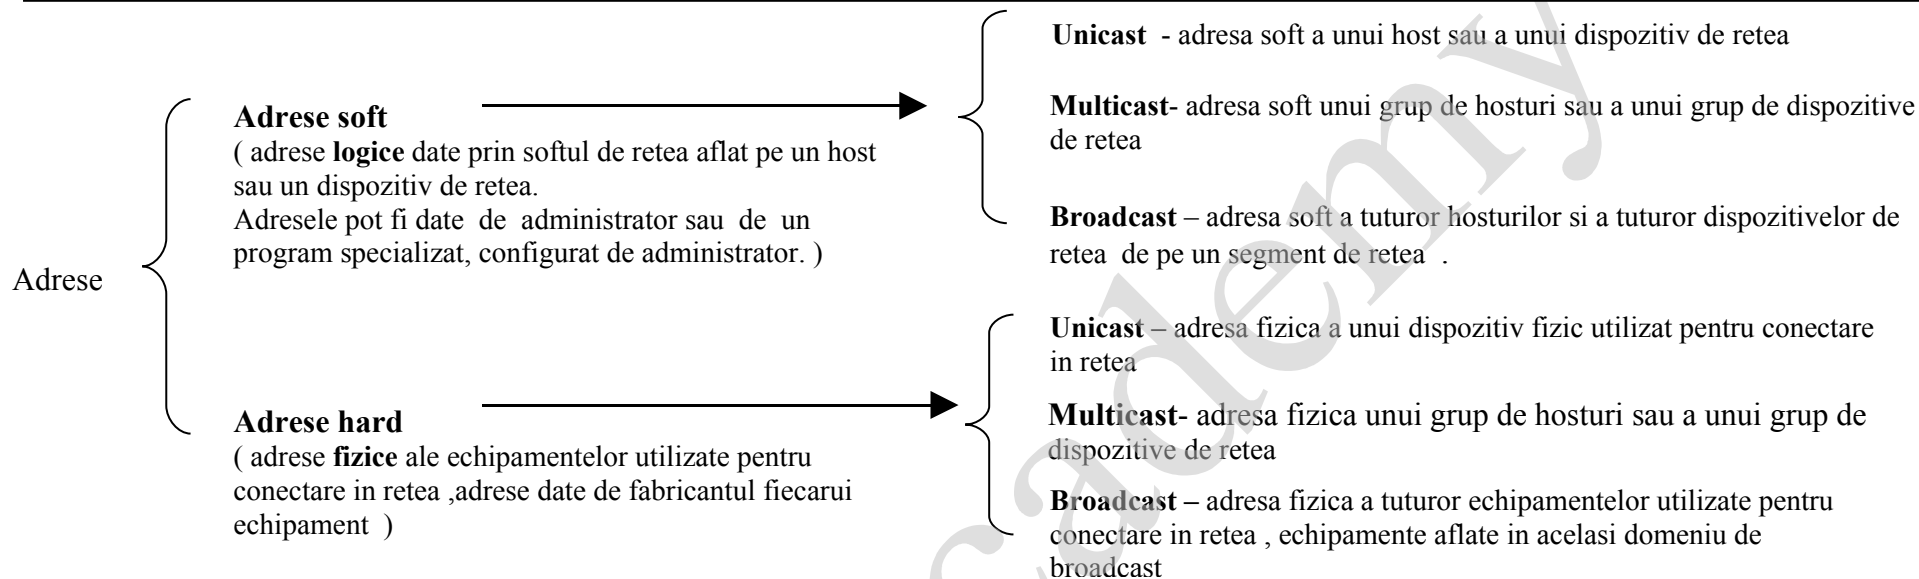 Adrese
Adrese soft
( adrese logice date prin softul de retea aflat pe un host
sau un dispozitiv de retea.
Adresele pot fi date de administrator sau de un
program specializat, configurat de administrator. )
Unicast - adresa soft a unui host sau a unui dispozitiv de retea
Multicast- adresa soft unui grup de hosturi sau a unui grup de dispozitive
de retea
Broadcast – adresa soft a tuturor hosturilor si a tuturor dispozitivelor de
retea de pe un segment de retea .
Adrese hard
( adrese fizice ale echipamentelor utilizate pentru
conectare in retea ,adrese date de fabricantul fiecarui
echipament )
Unicast – adresa fizica a unui dispozitiv fizic utilizat pentru conectare
in retea
Multicast- adresa fizica unui grup de hosturi sau a unui grup de
dispozitive de retea
Broadcast – adresa fizica a tuturor echipamentelor utilizate pentru
conectare in retea , echipamente aflate in acelasi domeniu de
broadcast
cademy